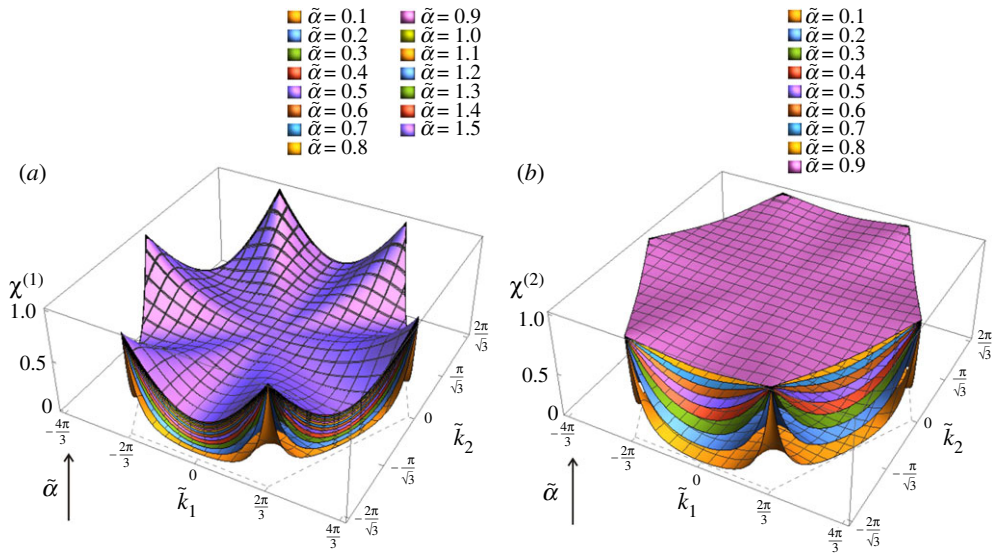 α̃ = 0.1
α̃ = 0.2
α̃ = 0.3
α̃ = 0.4
α̃ = 0.5
α̃ = 0.6
α̃ = 0.7
α̃ = 0.8
α̃ = 0.9
α̃ = 1.0
α̃ = 1.1
α̃ = 1.2
α̃ = 1.3
α̃ = 1.4
α̃ = 1.5
(a)
χ(1)
1.0
0.5
0
−4π/3
−2π/3
0
2π/3
4π/3
k̃1
−2π/√3
−π/√3
0
π/√3
2π/√3
k̃2
α̃
α̃ = 0.1
α̃ = 0.2
α̃ = 0.3
α̃ = 0.4
α̃ = 0.5
α̃ = 0.6
α̃ = 0.7
α̃ = 0.8
α̃ = 0.9
(b)
χ(2)
1.0
0.5
0
−4π/3
−2π/3
0
2π/3
4π/3
k̃1
−2π/√3
−π/√3
0
π/√3
2π/√3
k̃2
α̃